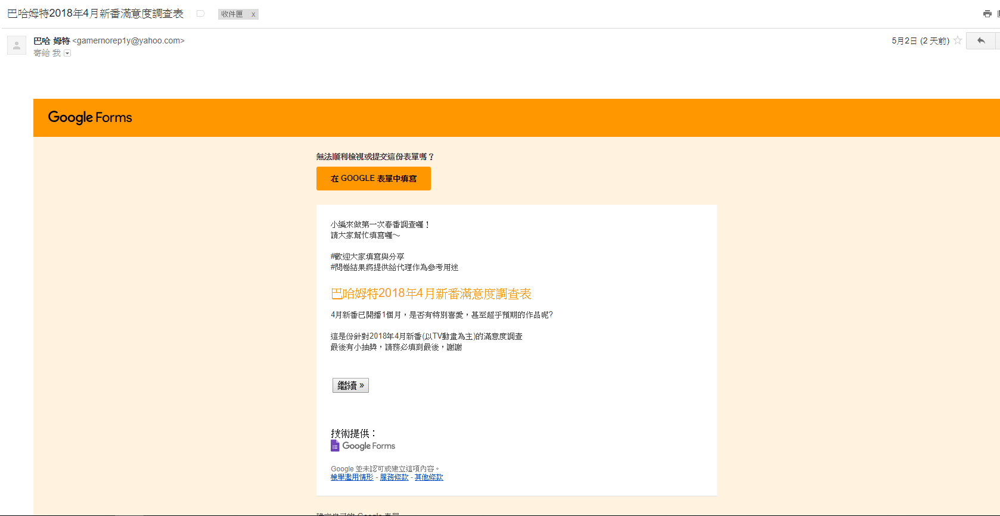 巴哈姆特2018年4月新番滿意度調查表 收件匣 x
巴哈 姆特 <gamernorep1y@yahoo.com> 5月2日 (2 天前)
寄給 我
Google Forms
無法順利檢視或提交這份表單嗎？
在 GOOGLE 表單中填寫
小編來做第一次春番調查囉！
請大家幫忙填寫囉～
#歡迎大家填寫與分享
#問卷結果將提供給代理作為參考用途
巴哈姆特2018年4月新番滿意度調查表
4月新番已開播1個月，是否有特別喜愛，甚至超乎預期的作品呢?
這是份針對2018年4月新番(以TV動畫為主)的滿意度調查
最後有小抽獎，請務必填到最後，謝謝
繼續 »
技術提供：
Google Forms
Google 並未認可或建立這項內容。
檢舉濫用情形 - 服務條款 - 其他條款
建立自己的 Google 表單